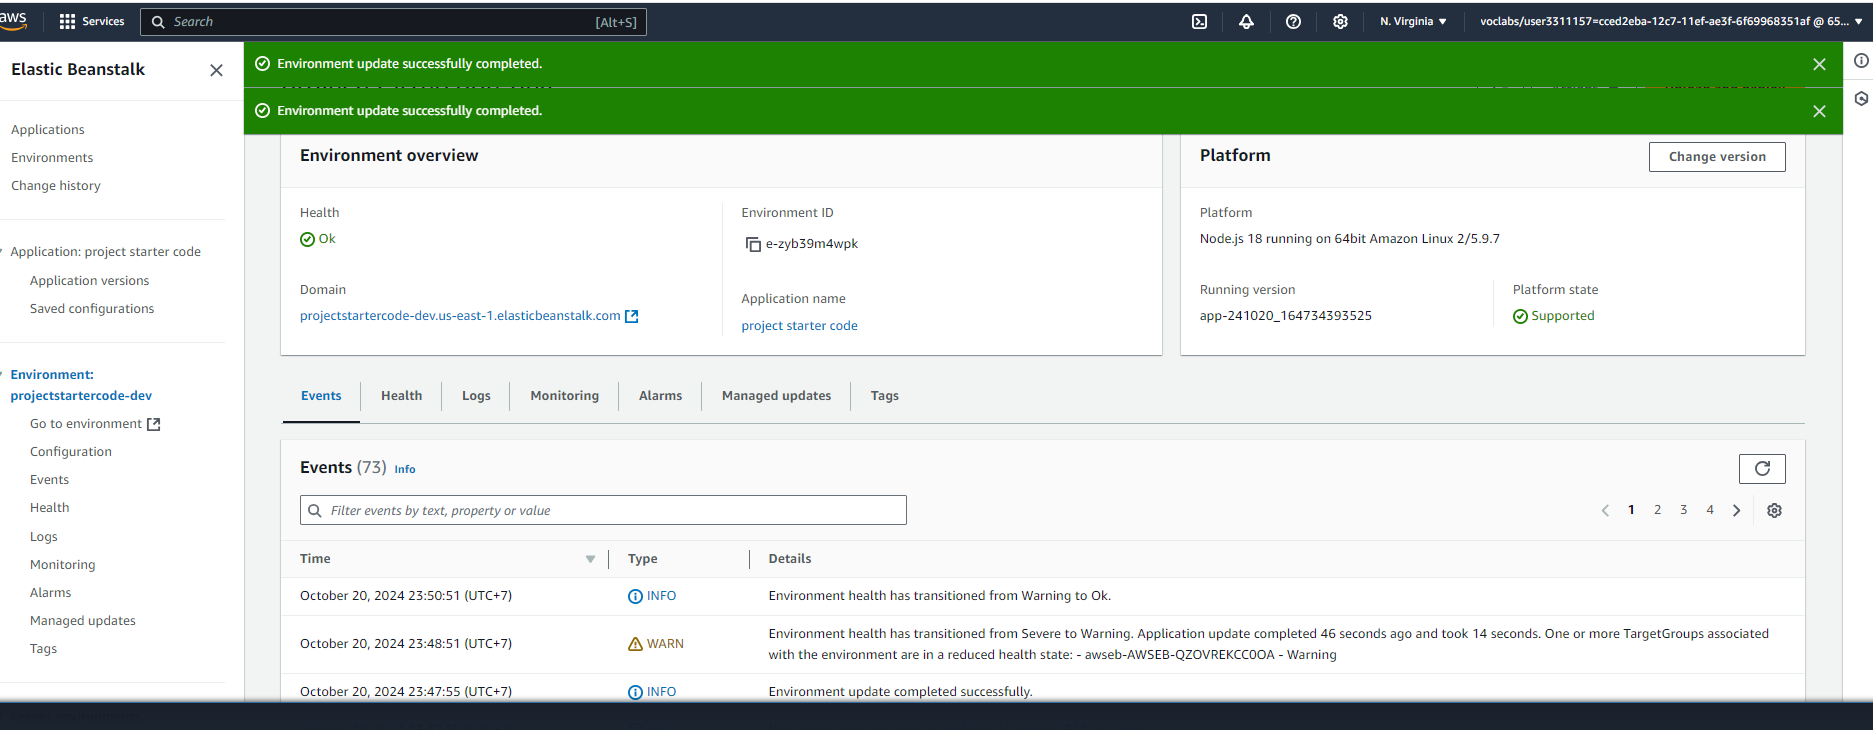 aws
Services
Search
[Alt+S]
N. Virginia
voclabs/user3311157=cced2eba-12c7-11ef-ae3f-6f69968351af @ 65...
Elastic Beanstalk
Applications
Environments
Change history
Application: project starter code
Application versions
Saved configurations
Environment:
projectstartercode-dev
Go to environment
Configuration
Events
Health
Logs
Monitoring
Alarms
Managed updates
Tags
Environment update successfully completed.
Environment update successfully completed.
Environment overview
Health
Ok
Domain
projectstartercode-dev.us-east-1.elasticbeanstalk.com
Environment ID
e-zyb39m4wpk
Application name
project starter code
Platform
Change version
Platform
Node.js 18 running on 64bit Amazon Linux 2/5.9.7
Running version
app-241020_164734393525
Platform state
Supported
Events
Health
Logs
Monitoring
Alarms
Managed updates
Tags
Events (73) Info
Filter events by text, property or value
1 2 3 4
Time Type Details
October 20, 2024 23:50:51 (UTC+7) INFO Environment health has transitioned from Warning to Ok.
October 20, 2024 23:48:51 (UTC+7) WARN Environment health has transitioned from Severe to Warning. Application update completed 46 seconds ago and took 14 seconds. One or more TargetGroups associated
with the environment are in a reduced health state: - awseb-AWSEB-QZOVREKCC0OA - Warning
October 20, 2024 23:47:55 (UTC+7) INFO Environment update completed successfully.